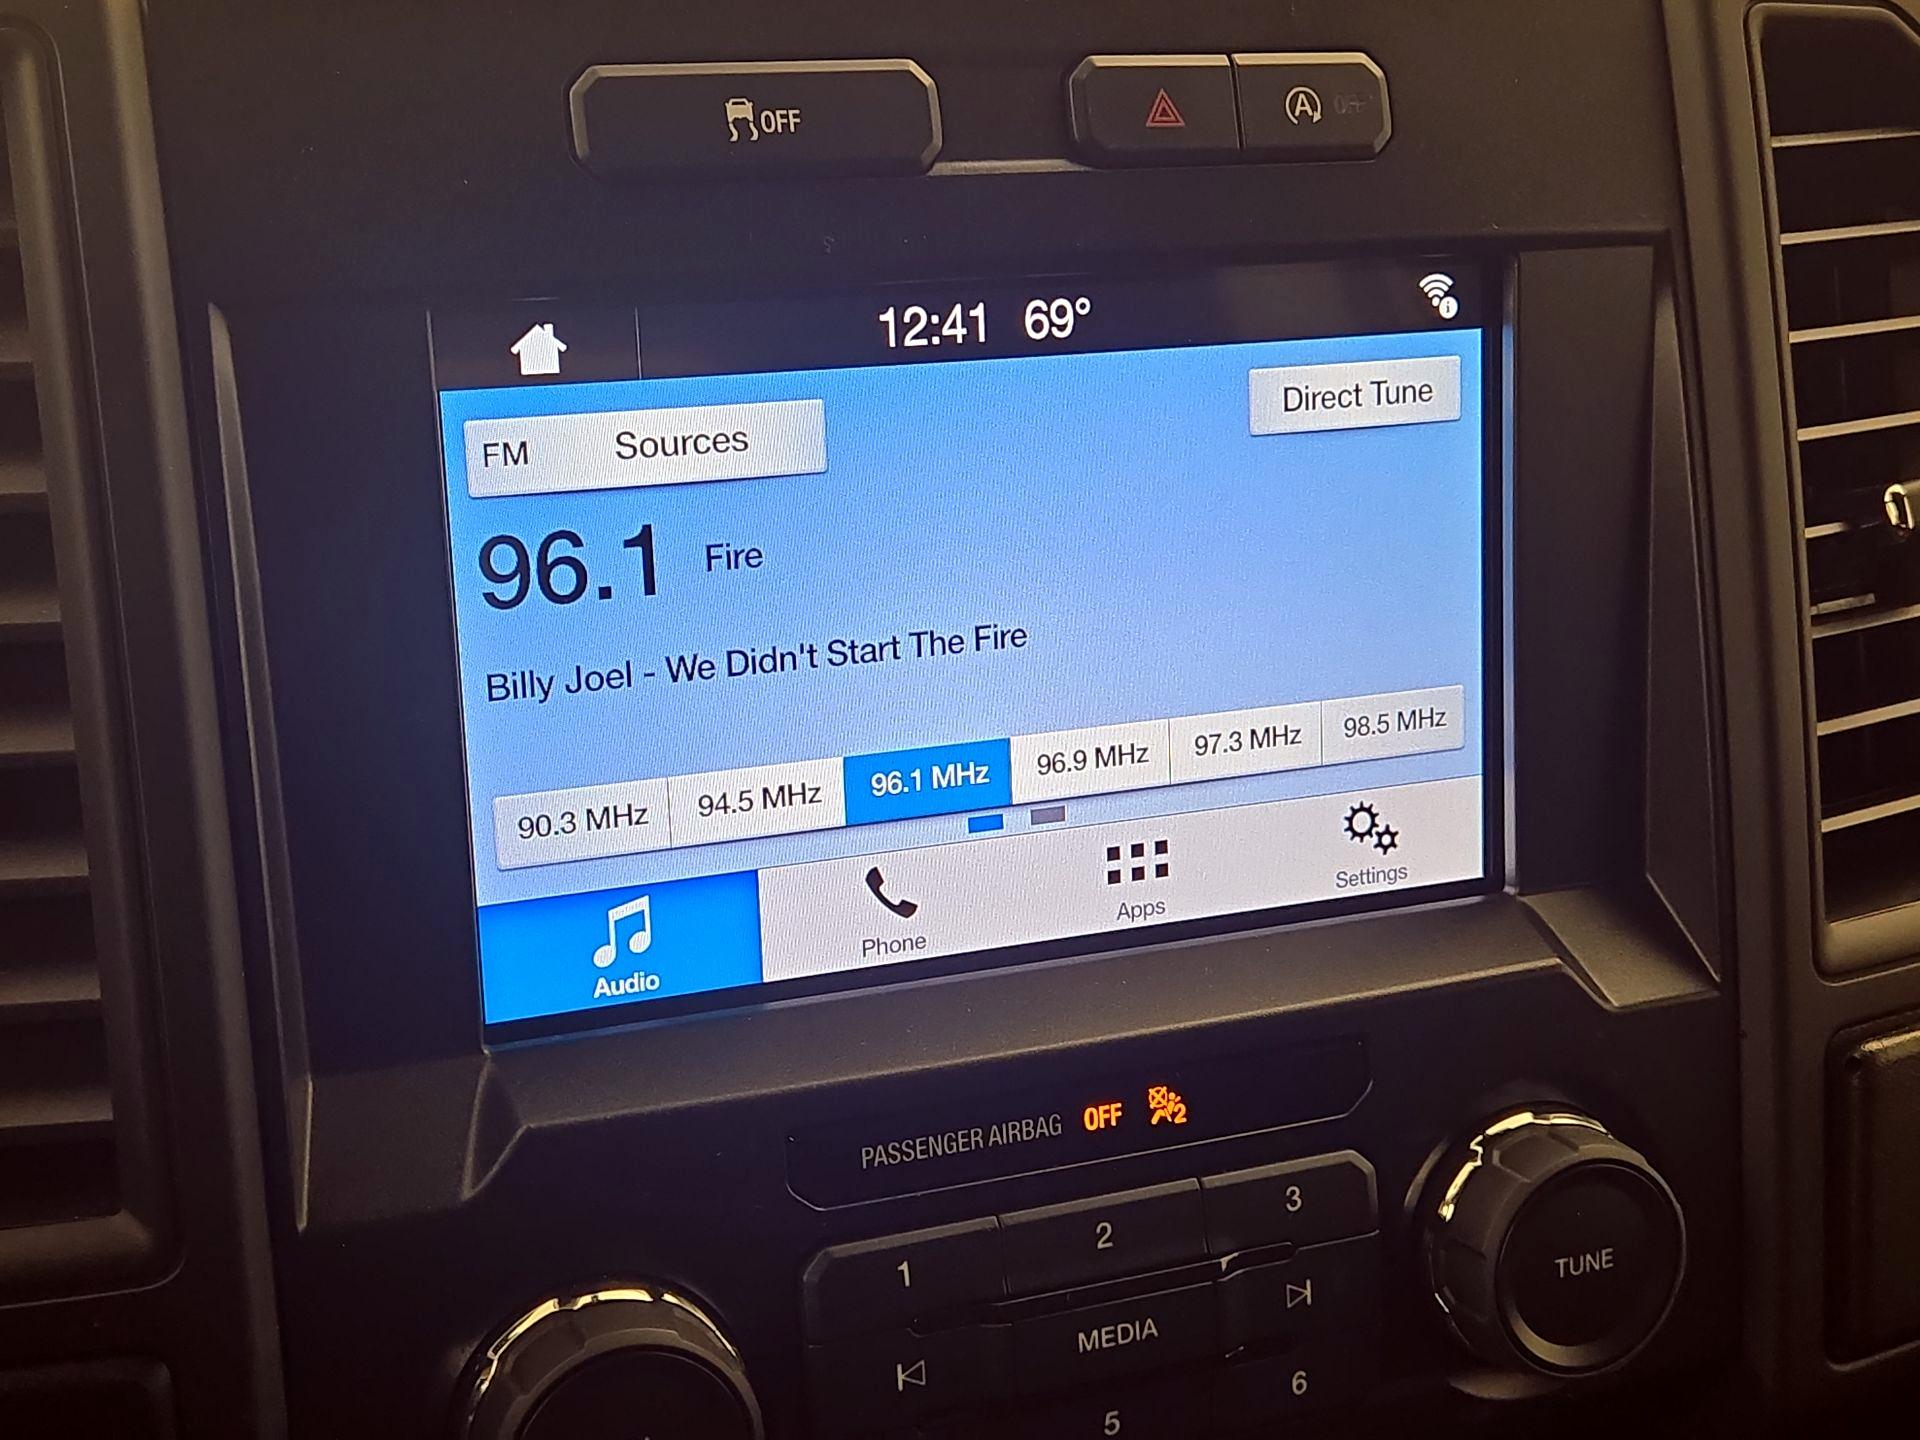 OFF
A OFF
12:41 69°
FM Sources
Direct Tune
96.1 Fire
Billy Joel - We Didn't Start The Fire
90.3 MHz 94.5 MHz 96.1 MHz 96.9 MHz 97.3 MHz 98.5 MHz
Audio Phone Apps Settings
PASSENGER AIRBAG OFF 2
1 2 3
MEDIA
TUNE
5 6